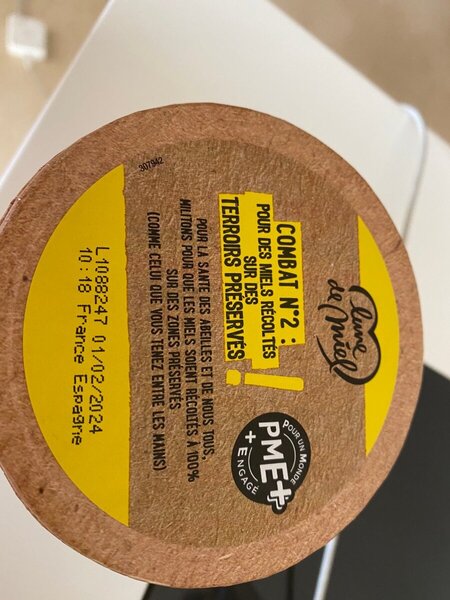 Lune
de Miel
COMBAT N°2 :
POUR DES MIELS RÉCOLTÉS
SUR DES
TERROIRS PRÉSERVÉS
!
POUR LA SANTÉ DES ABEILLES ET DE NOUS TOUS,
MILITONS POUR QUE LES MIELS SOIENT RÉCOLTÉS À 100%
SUR DES ZONES PRÉSERVÉES
(COMME CELUI QUE VOUS TENEZ ENTRE LES MAINS).
POUR UN MONDE
PME+
+ ENGAGÉ
307942
L1088247 01/02/2024
10:18 France Espagne